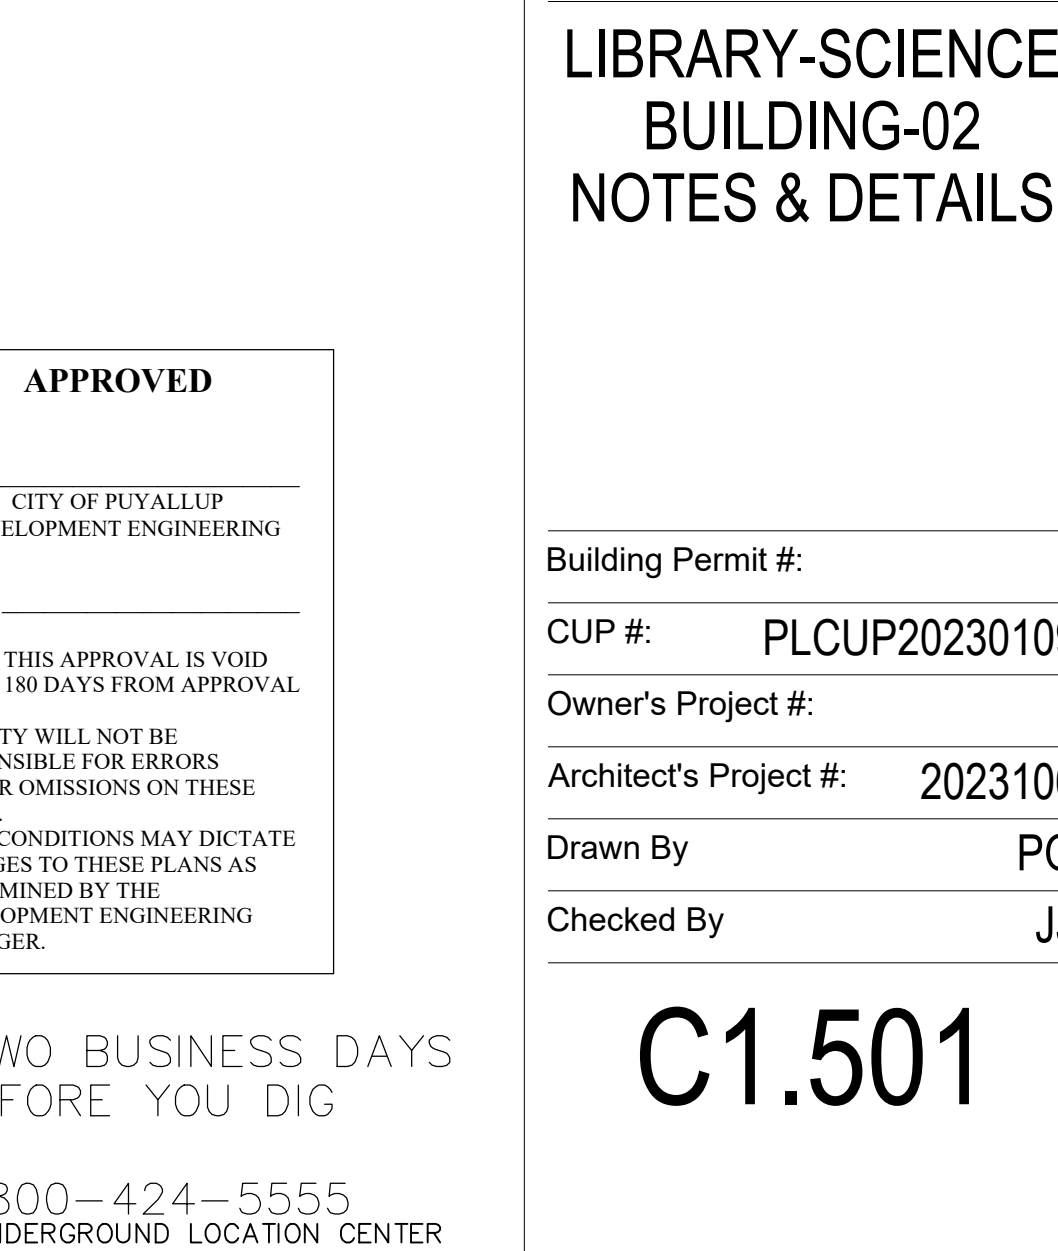 LIBRARY-SCIENCE
BUILDING-02
NOTES & DETAILS
APPROVED
CITY OF PUYALLUP
ELOPMENT ENGINEERING
THIS APPROVAL IS VOID
180 DAYS FROM APPROVAL
TY WILL NOT BE
NSIBLE FOR ERRORS
R OMISSIONS ON THESE
.
CONDITIONS MAY DICTATE
GES TO THESE PLANS AS
MINED BY THE
OPMENT ENGINEERING
GER.
WO BUSINESS DAYS
FORE YOU DIG
800-424-5555
NDERGROUND LOCATION CENTER
Building Permit #:
CUP #: PLCUP2023010
Owner's Project #:
Architect's Project #: 202310
Drawn By P
Checked By J
C1.501